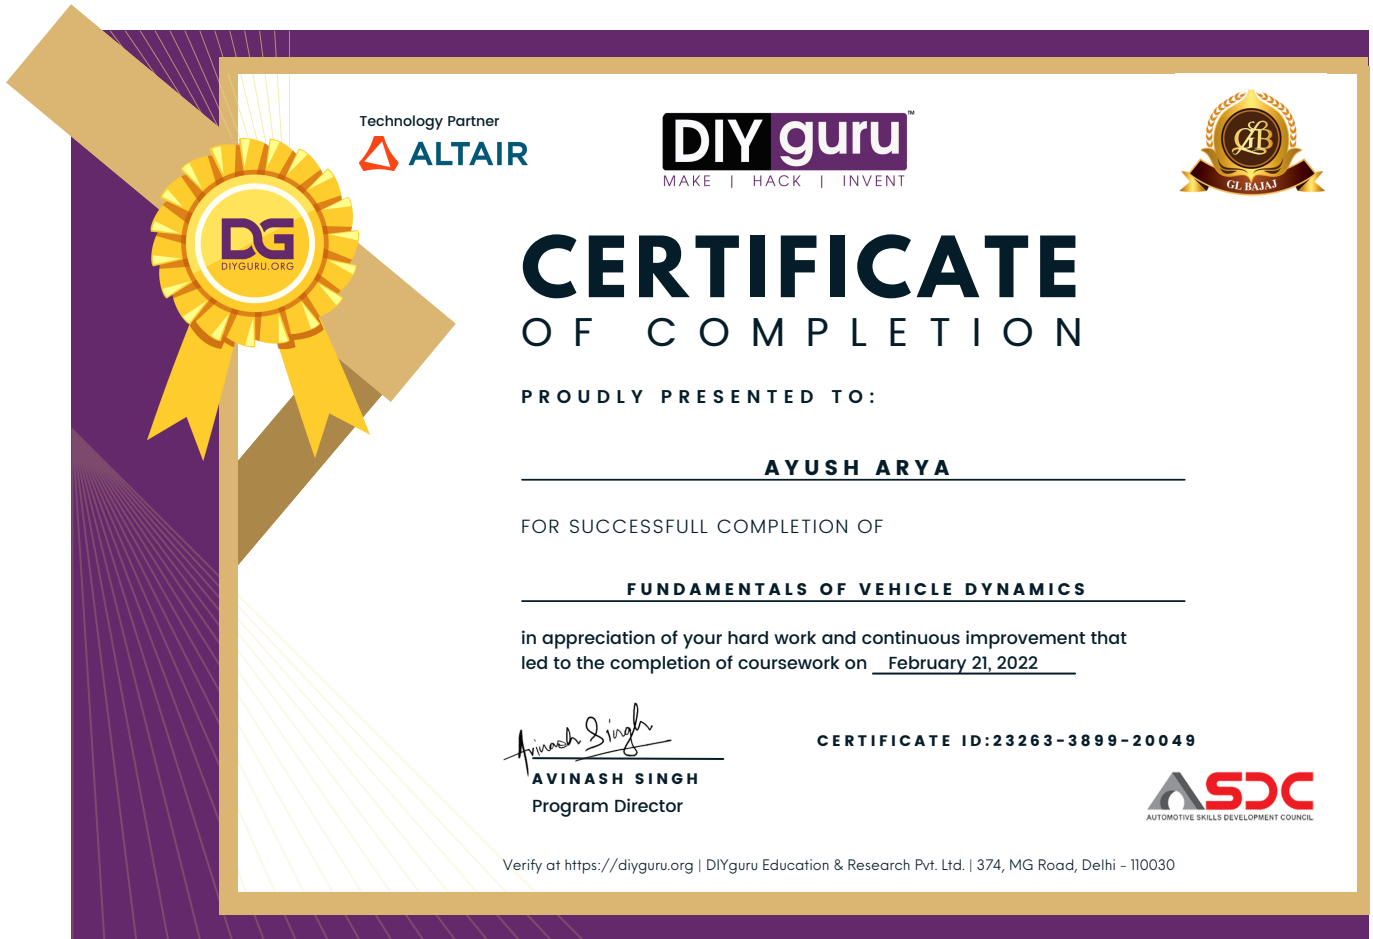 Technology Partner
ALTAIR
DIY guru™
MAKE | HACK | INVENT
GB
GL BAJAJ
DG
DIYGURU.ORG
CERTIFICATE
OF COMPLETION
PROUDLY PRESENTED TO:
AYUSH ARYA
FOR SUCCESSFULL COMPLETION OF
FUNDAMENTALS OF VEHICLE DYNAMICS
in appreciation of your hard work and continuous improvement that
led to the completion of coursework on February 21, 2022
Avinash Singh
CERTIFICATE ID:23263-3899-20049
AVINASH SINGH
Program Director
ASDC
AUTOMOTIVE SKILLS DEVELOPMENT COUNCIL
Verify at https://diyguru.org | DIYguru Education & Research Pvt. Ltd. | 374, MG Road, Delhi - 110030